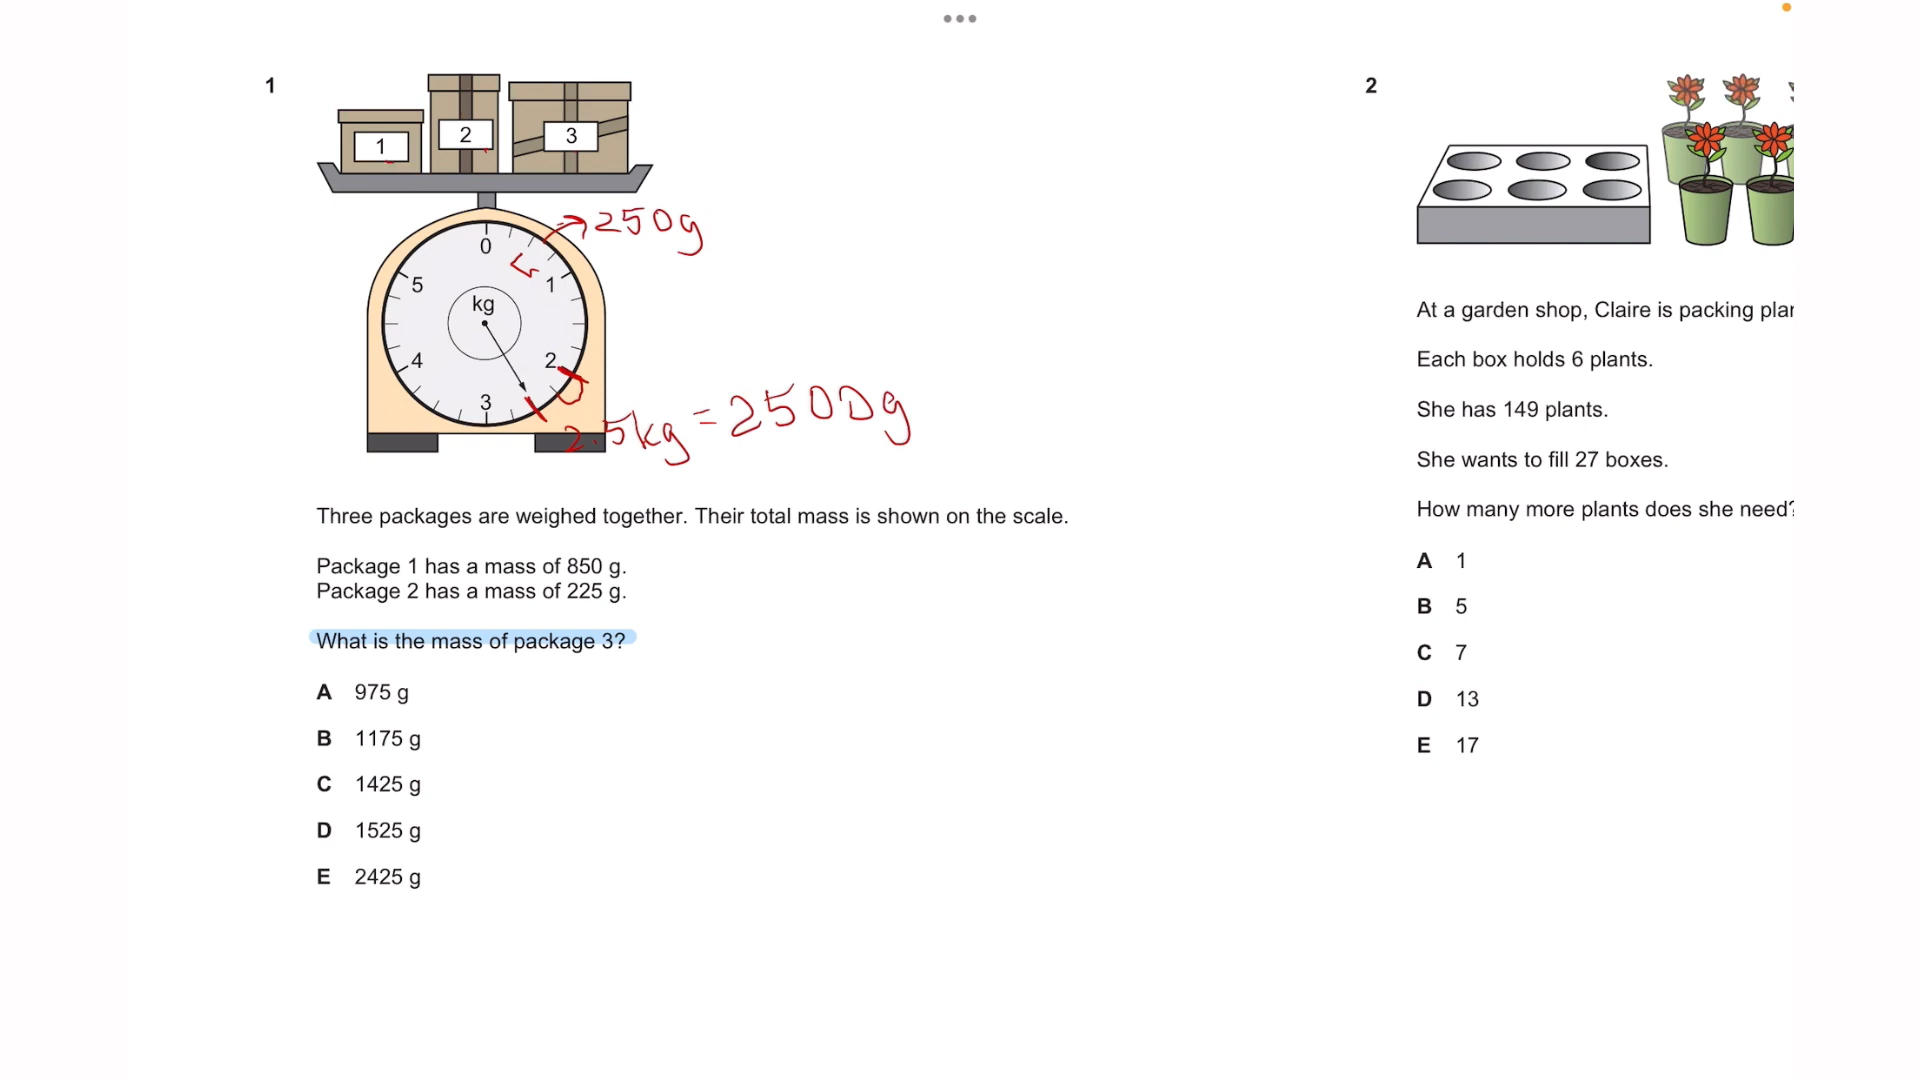 1
1
2
3
250g
0
1
2
3
4
5
kg
2.5kg = 2500g
Three packages are weighed together. Their total mass is shown on the scale.
Package 1 has a mass of 850 g.
Package 2 has a mass of 225 g.
What is the mass of package 3?
A 975 g
B 1175 g
C 1425 g
D 1525 g
E 2425 g
2
At a garden shop, Claire is packing plan
Each box holds 6 plants.
She has 149 plants.
She wants to fill 27 boxes.
How many more plants does she need?
A 1
B 5
C 7
D 13
E 17